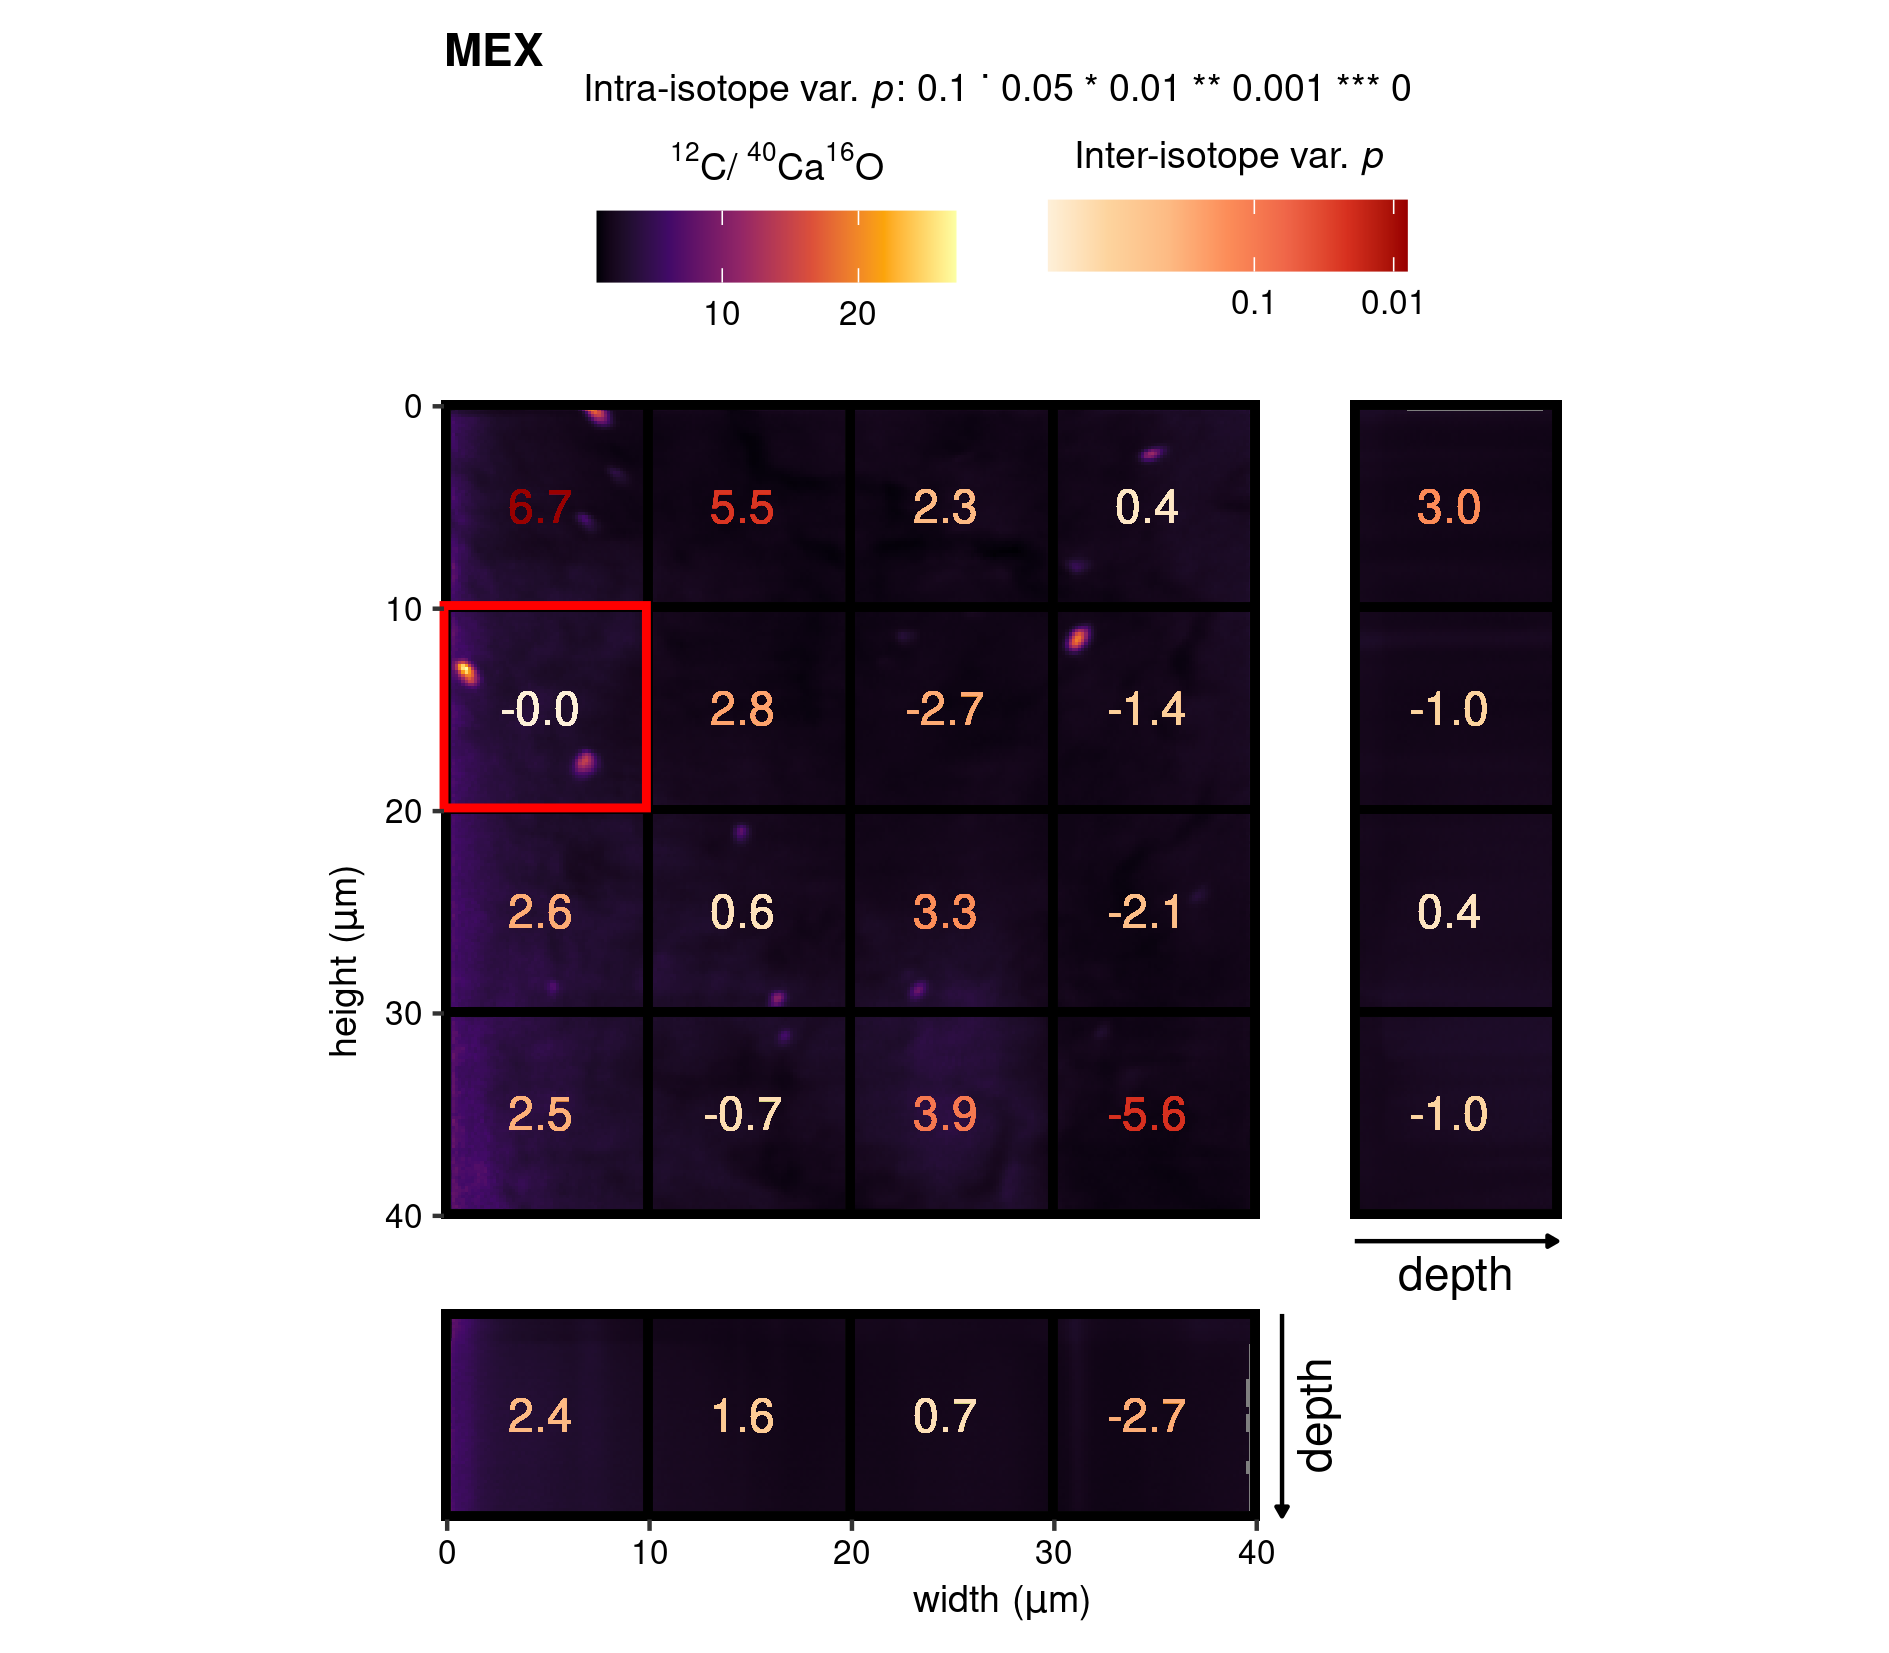 MEX
Intra-isotope var. p: 0.1 ˙ 0.05 * 0.01 ** 0.001 *** 0
12C/ 40Ca16O
Inter-isotope var. p
10 20
0.1 0.01
0
6.7 5.5 2.3 0.4 3.0
10
-0.0 2.8 -2.7 -1.4 -1.0
20
2.6 0.6 3.3 -2.1 0.4
30
2.5 -0.7 3.9 -5.6 -1.0
40
height (µm)
depth
2.4 1.6 0.7 -2.7
depth
0 10 20 30 40
width (µm)